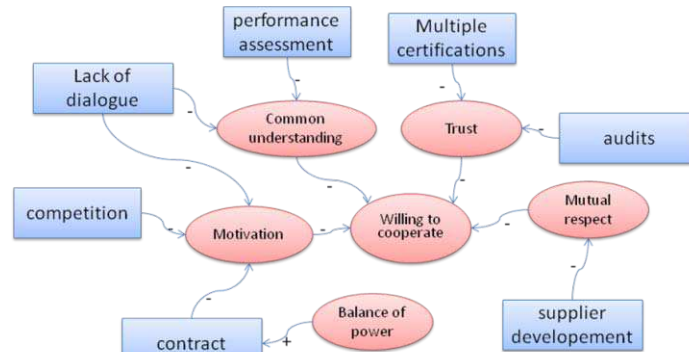 performance
assessment
Multiple
certifications
Lack of
dialogue
-
-
-
Common
understanding
Trust
-
audits
-
-
-
competition
-
Motivation
-
Willing to
cooperate
-
Mutual
respect
-
-
contract
+
Balance of
power
supplier
developement